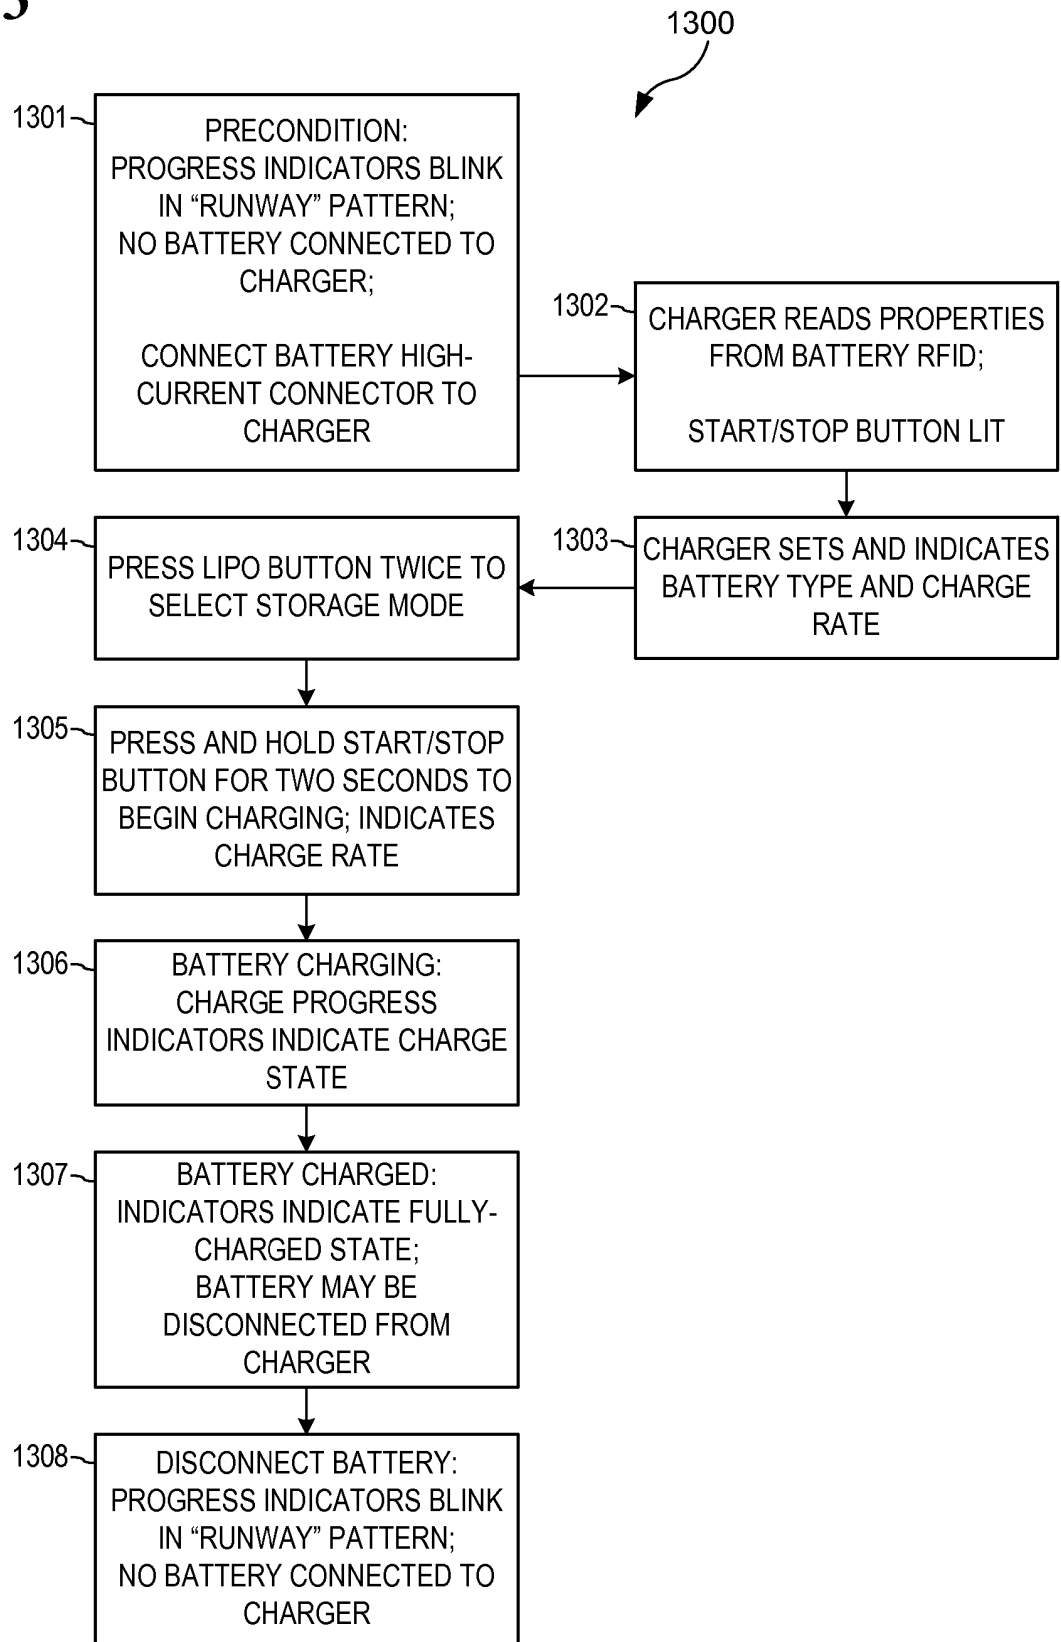 3
1300
1301
PRECONDITION:
PROGRESS INDICATORS BLINK
IN “RUNWAY” PATTERN;
NO BATTERY CONNECTED TO
CHARGER;
CONNECT BATTERY HIGH-
CURRENT CONNECTOR TO
CHARGER
1302
CHARGER READS PROPERTIES
FROM BATTERY RFID;
START/STOP BUTTON LIT
1303
CHARGER SETS AND INDICATES
BATTERY TYPE AND CHARGE
RATE
1304
PRESS LIPO BUTTON TWICE TO
SELECT STORAGE MODE
1305
PRESS AND HOLD START/STOP
BUTTON FOR TWO SECONDS TO
BEGIN CHARGING; INDICATES
CHARGE RATE
1306
BATTERY CHARGING:
CHARGE PROGRESS
INDICATORS INDICATE CHARGE
STATE
1307
BATTERY CHARGED:
INDICATORS INDICATE FULLY-
CHARGED STATE;
BATTERY MAY BE
DISCONNECTED FROM
CHARGER
1308
DISCONNECT BATTERY:
PROGRESS INDICATORS BLINK
IN “RUNWAY” PATTERN;
NO BATTERY CONNECTED TO
CHARGER